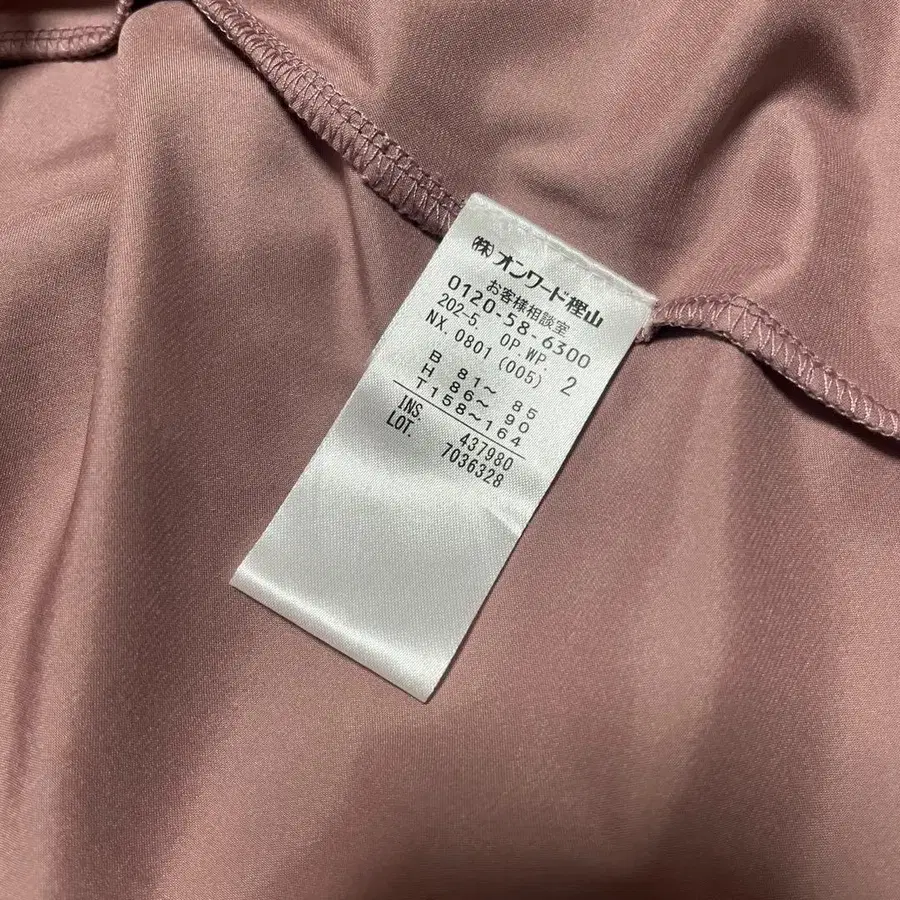 ㈱オンワード樫山
お客様相談室
0120-58-6300
202-5. OP.WP.
NX.0801(005) 2
B 81～ 85
H 86～ 90
T158～164
INS. 437980
LOT. 7036328